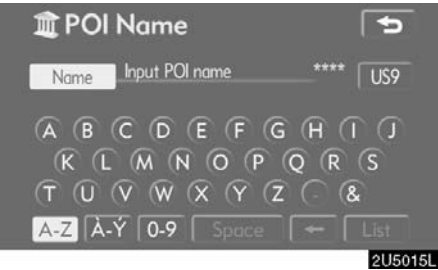 POI Name
Name Input POI name **** US9
A B C D E F G H I J
K L M N O P Q R S
T U V W X Y Z - &
A-Z À-Ý 0-9 Space ← List
2U5015L